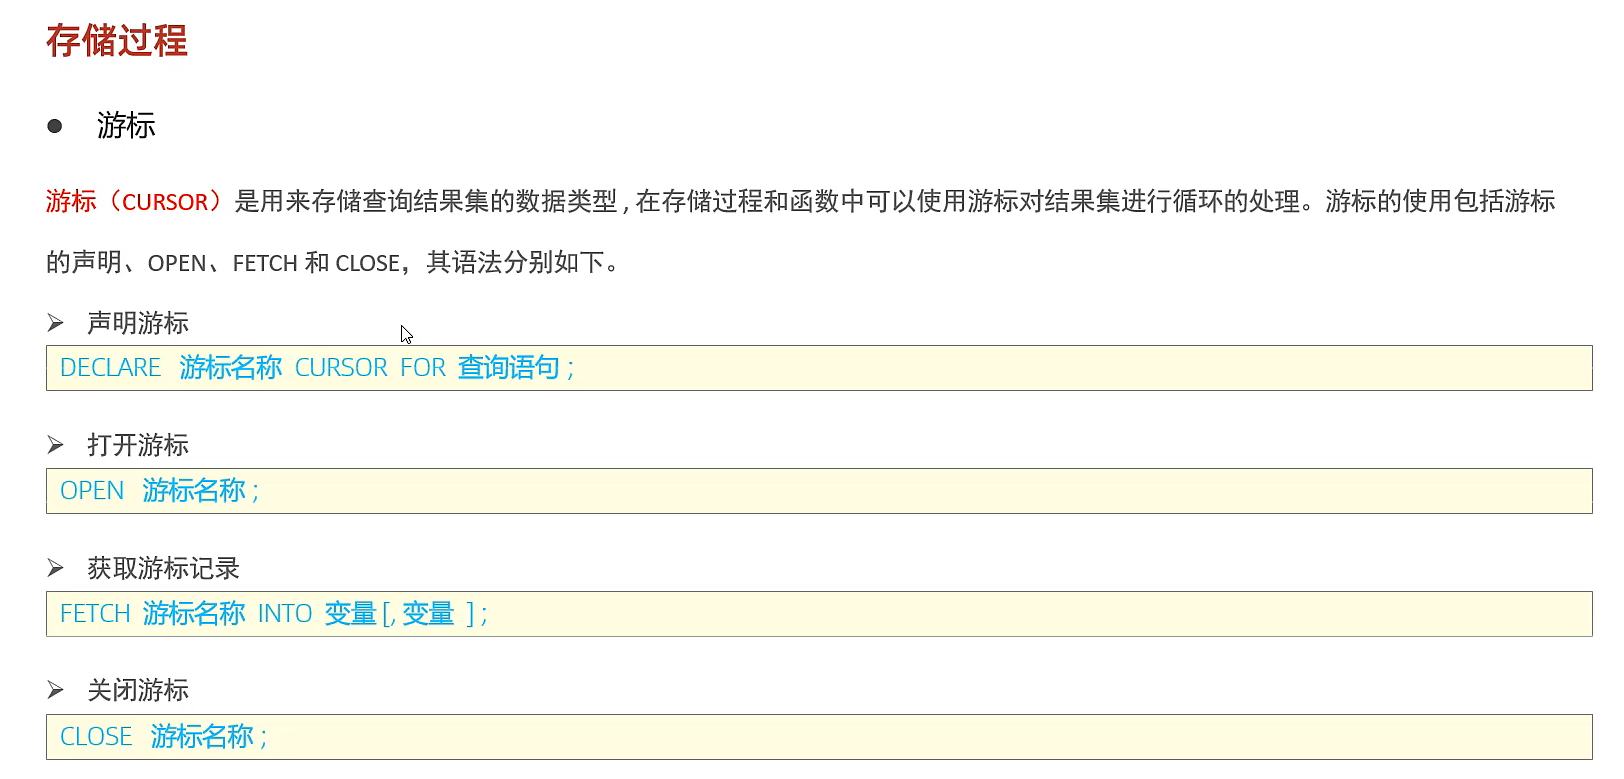 存储过程
● 游标
游标（CURSOR）是用来存储查询结果集的数据类型 , 在存储过程和函数中可以使用游标对结果集进行循环的处理。游标的使用包括游标
的声明、OPEN、FETCH 和 CLOSE，其语法分别如下。
➢ 声明游标
DECLARE 游标名称 CURSOR FOR 查询语句 ;
➢ 打开游标
OPEN 游标名称 ;
➢ 获取游标记录
FETCH 游标名称 INTO 变量 [, 变量 ] ;
➢ 关闭游标
CLOSE 游标名称 ;